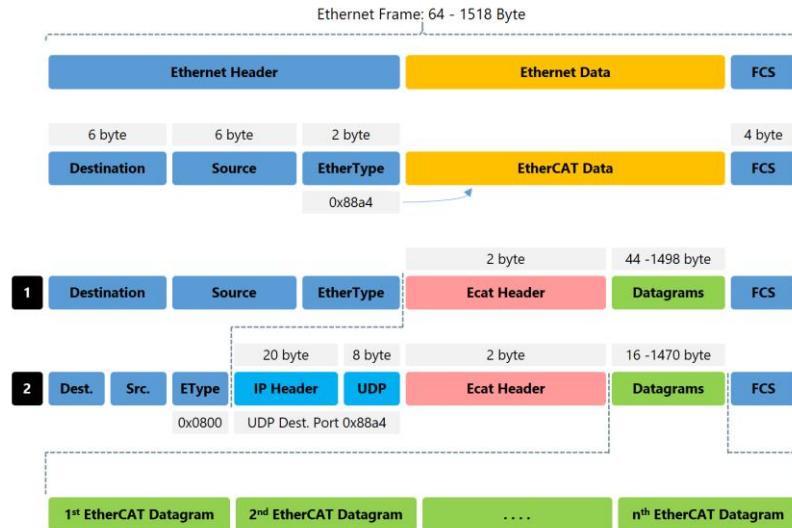 Ethernet Frame: 64 - 1518 Byte
Ethernet Header Ethernet Data FCS
6 byte 6 byte 2 byte 4 byte
Destination Source EtherType EtherCAT Data FCS
0x88a4
2 byte 44 -1498 byte
1 Destination Source EtherType Ecat Header Datagrams FCS
20 byte 8 byte 2 byte 16 -1470 byte
2 Dest. Src. EType IP Header UDP Ecat Header Datagrams FCS
0x0800 UDP Dest. Port 0x88a4
1st EtherCAT Datagram 2nd EtherCAT Datagram . . . . nth EtherCAT Datagram